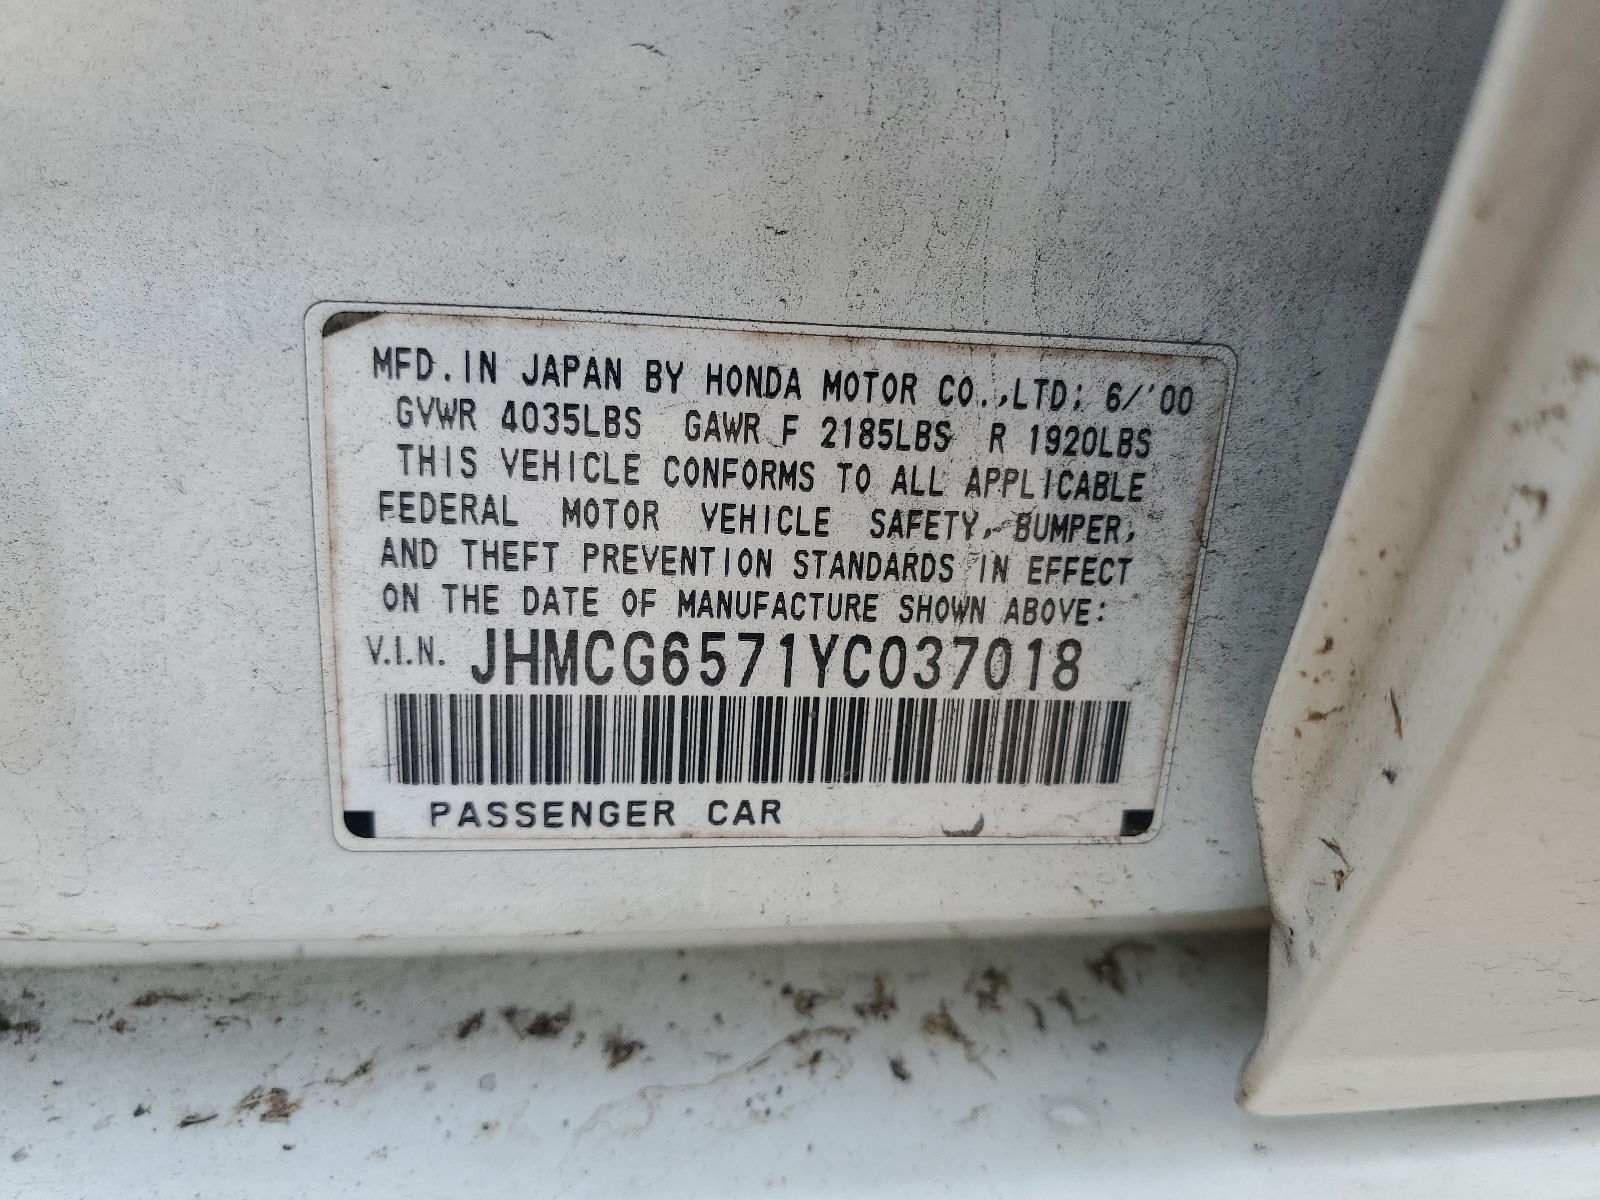 MFD. IN JAPAN BY HONDA MOTOR CO., LTD; 6/'00
GVWR 4035LBS GAWR F 2185LBS R 1920LBS
THIS VEHICLE CONFORMS TO ALL APPLICABLE
FEDERAL MOTOR VEHICLE SAFETY, BUMPER,
AND THEFT PREVENTION STANDARDS IN EFFECT
ON THE DATE OF MANUFACTURE SHOWN ABOVE:
V.I.N. JHMCG6571YC037018
PASSENGER CAR